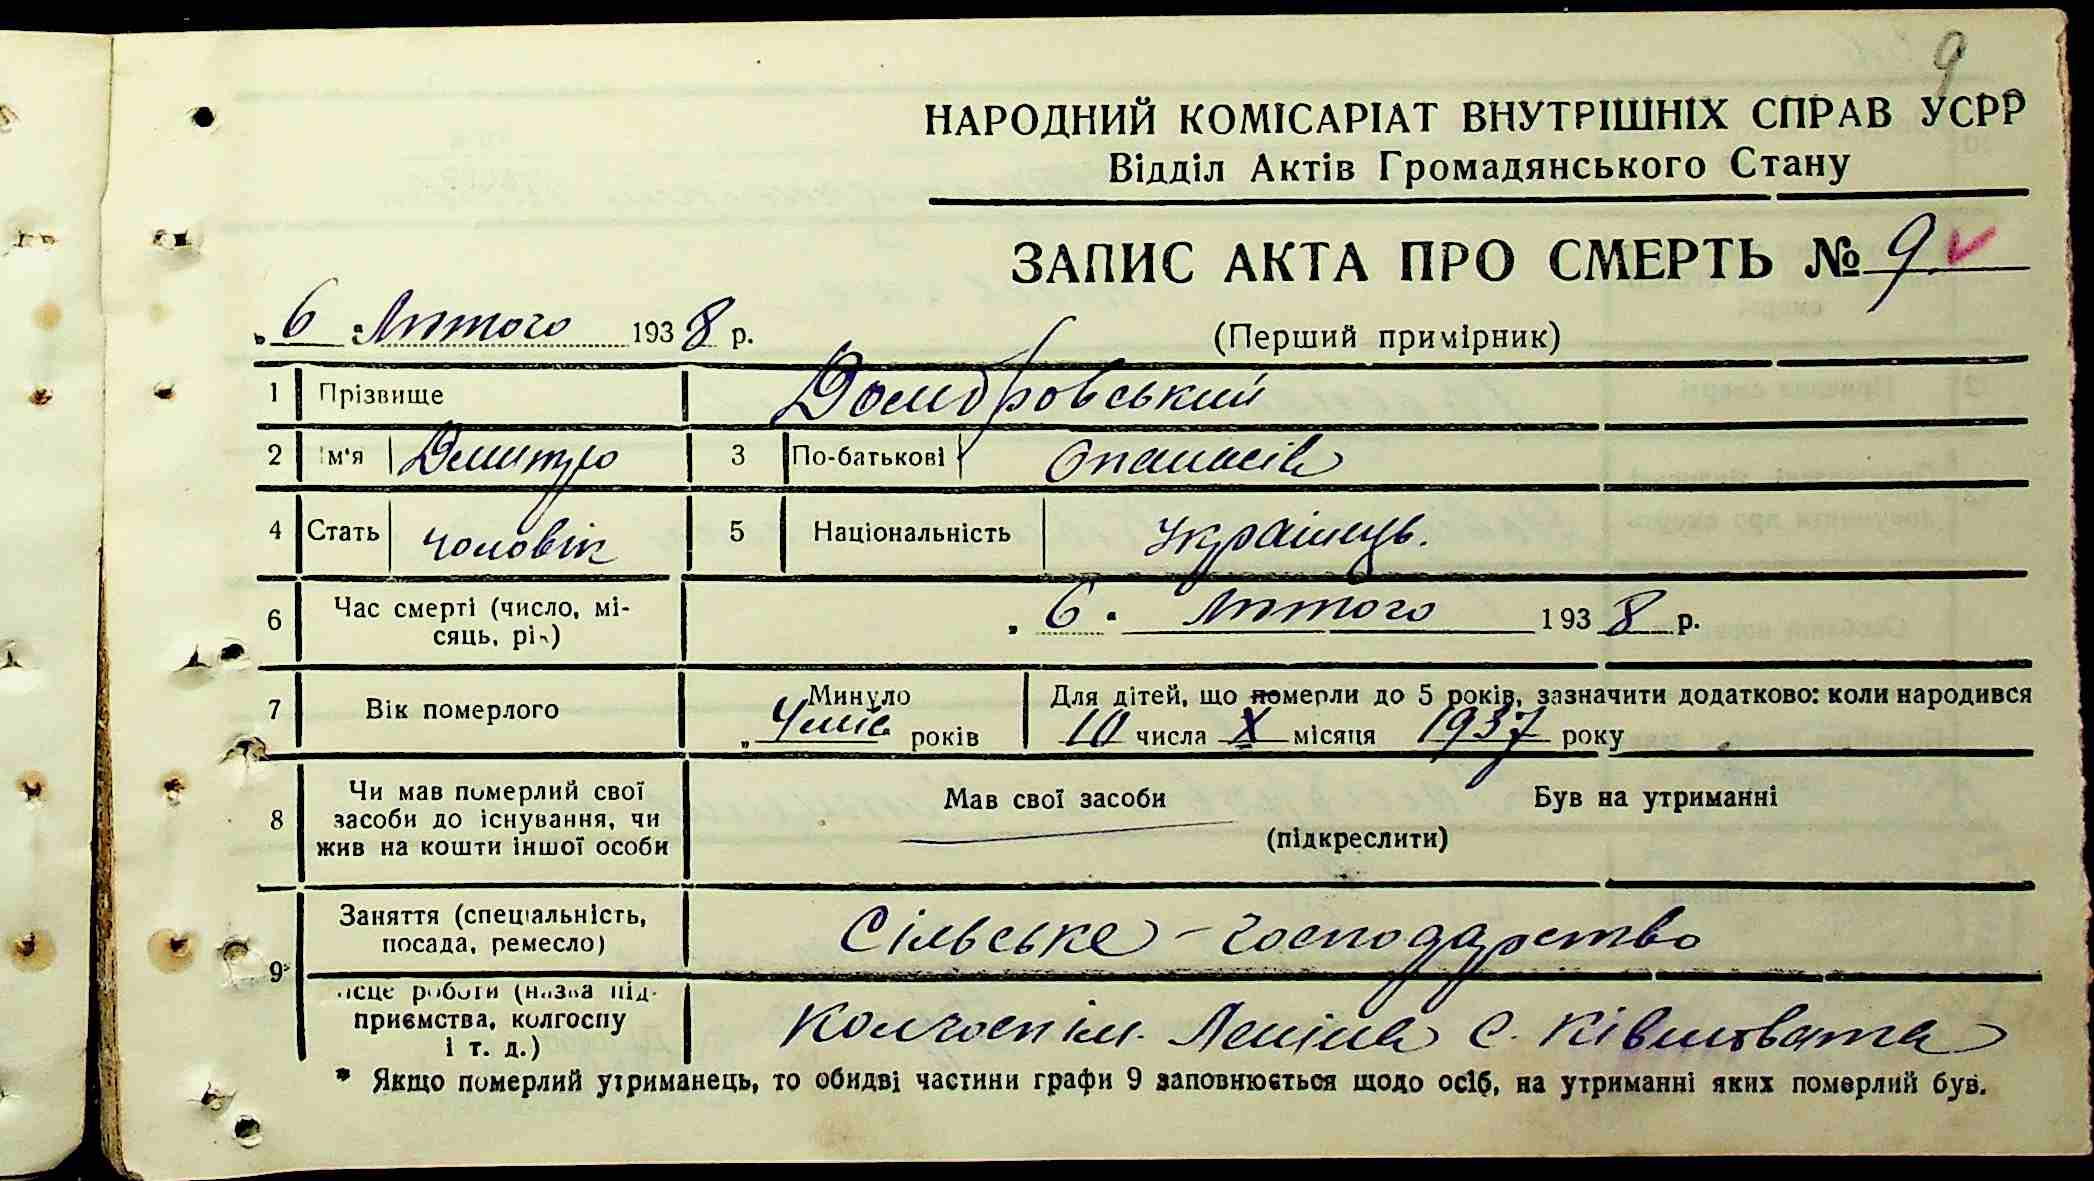 9
НАРОДНИЙ КОМІСАРІАТ ВНУТРІШНІХ СПРАВ УСРР
Відділ Актів Громадянського Стану
ЗАПИС АКТА ПРО СМЕРТЬ № 9
„ 6 " Лютого 1938 р.
(Перший примірник)
1 Прізвище Домбровський
2 Ім'я Дмитро 3 По-батькові Опанасів
4 Стать чоловік 5 Національність Українець.
6 Час смерті (число, місяць, рік) „ 6 " Лютого 1938 р.
7 Вік померлого Минуло „ 4 міс. років Для дітей, що померли до 5 років, зазначити додатково: коли народився
10 числа X місяця 1937 року
8 Чи мав померлий свої засоби до існування, чи жив на кошти іншої особи Мав свої засоби Був на утриманні
(підкреслити)
9* Заняття (спеціальність, посада, ремесло) Сільське - господарство
Місце роботи (назва підприємства, колгоспу і т. д.) Колгосп ім. Леніна с. Ківшовата
* Якщо померлий утриманець, то обидві частини графи 9 заповнюється щодо осіб, на утриманні яких померлий був.